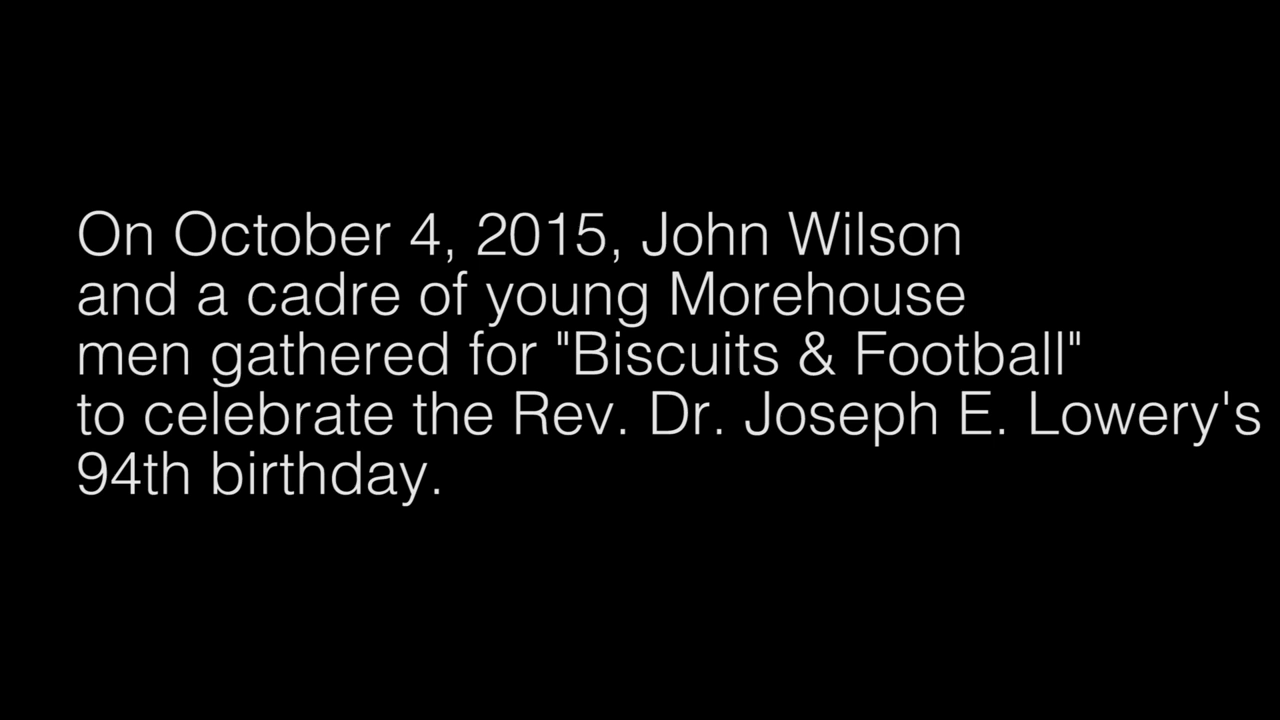 On October 4, 2015, John Wilson
and a cadre of young Morehouse
men gathered for "Biscuits & Football"
to celebrate the Rev. Dr. Joseph E. Lowery's
94th birthday.